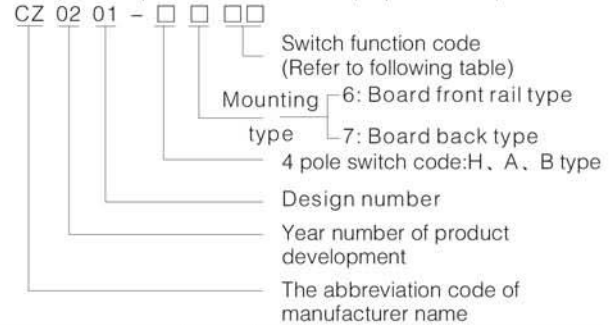 CZ 02 01 - □ □ □□
Switch function code
(Refer to following table)
Mounting type
6: Board front rail type
7: Board back type
4 pole switch code:H、A、B type
Design number
Year number of product
development
The abbreviation code of
manufacturer name